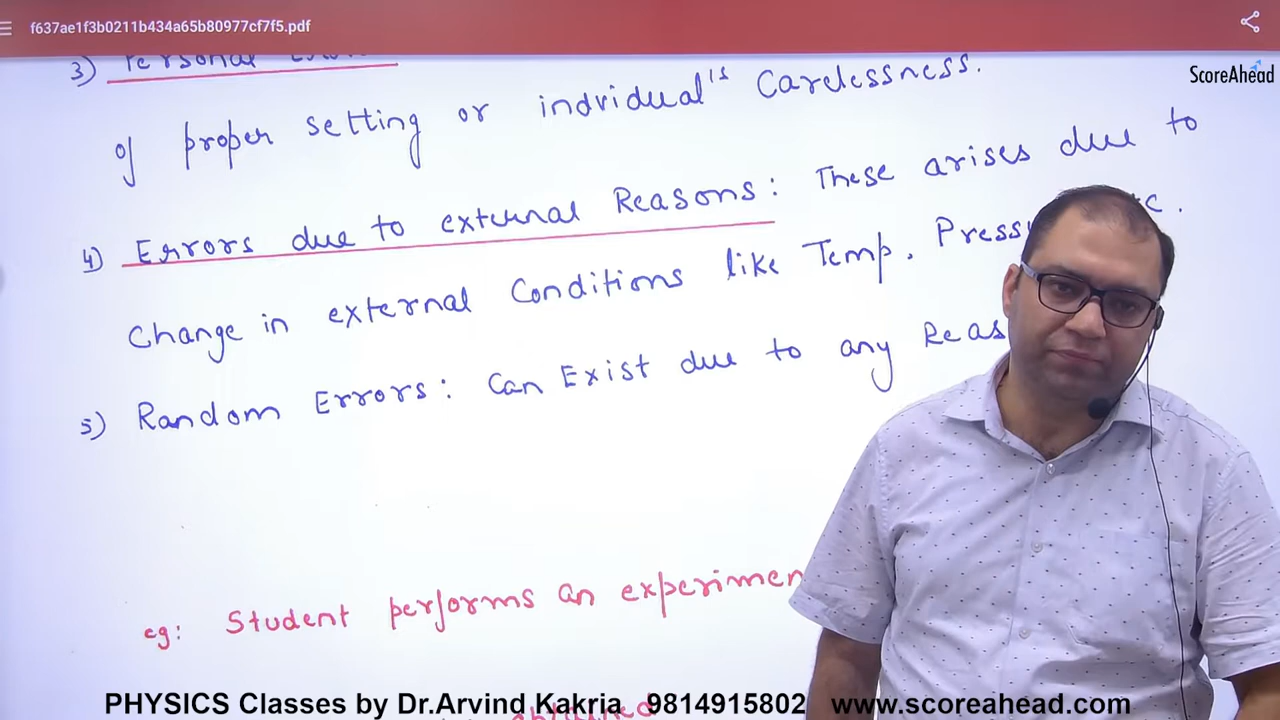 f637ae1f3b0211b434a65b80977cf7f5.pdf
ScoreAhead
3) Personal
of proper setting or indvidual's Carelessness.
4) Errors due to external Reasons: These arises due to
Change in external Conditions like Temp. Press
5) Random Errors: Can Exist due to any Reas
eg: Student performs an experimen
PHYSICS Classes by Dr.Arvind Kakria 9814915802 www.scoreahead.com